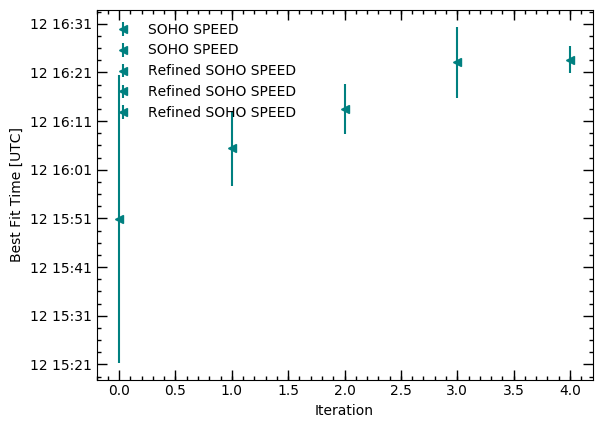 12 16:31
12 16:21
12 16:11
12 16:01
12 15:51
12 15:41
12 15:31
12 15:21
Best Fit Time [UTC]
SOHO SPEED
SOHO SPEED
Refined SOHO SPEED
Refined SOHO SPEED
Refined SOHO SPEED
0.0 0.5 1.0 1.5 2.0 2.5 3.0 3.5 4.0
Iteration